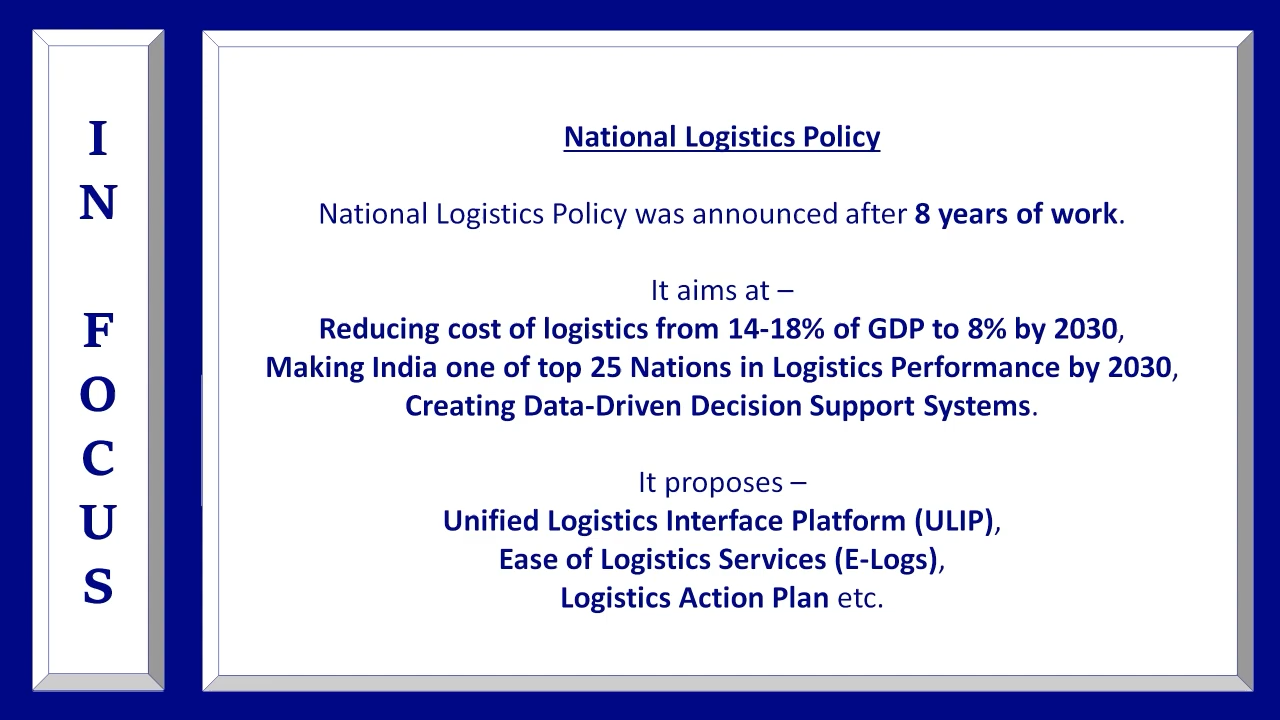 IN FOCUS
National Logistics Policy
National Logistics Policy was announced after 8 years of work.
It aims at –
Reducing cost of logistics from 14-18% of GDP to 8% by 2030,
Making India one of top 25 Nations in Logistics Performance by 2030,
Creating Data-Driven Decision Support Systems.
It proposes –
Unified Logistics Interface Platform (ULIP),
Ease of Logistics Services (E-Logs),
Logistics Action Plan etc.